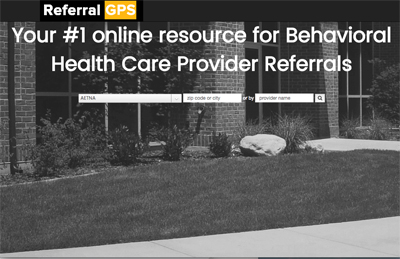 Referral GPS
Your #1 online resource for Behavioral
Health Care Provider Referrals
AETNA zip code or city or by provider name